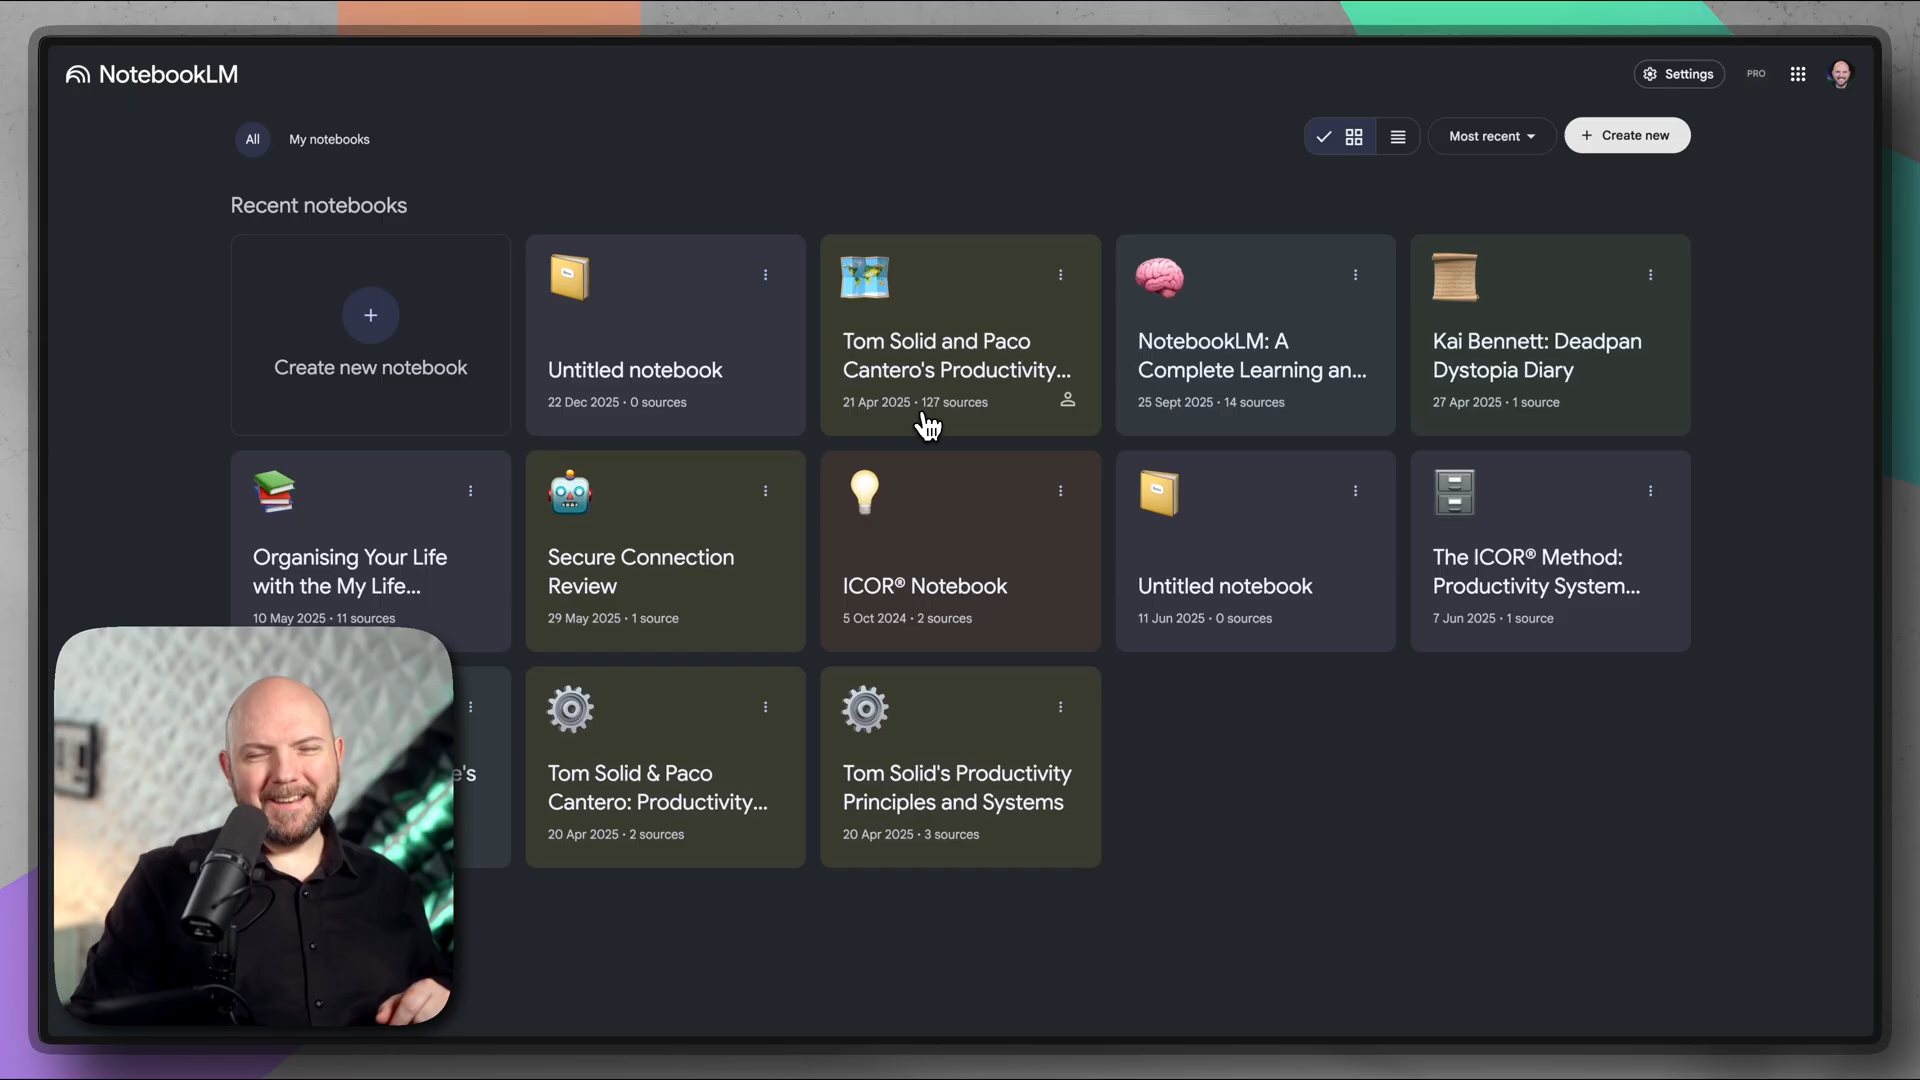 NotebookLM
Settings
PRO
All
My notebooks
Most recent
+ Create new
Recent notebooks
+
Create new notebook
Untitled notebook
22 Dec 2025 · 0 sources
Tom Solid and Paco
Cantero's Productivity...
21 Apr 2025 · 127 sources
NotebookLM: A
Complete Learning an...
25 Sept 2025 · 14 sources
Kai Bennett: Deadpan
Dystopia Diary
27 Apr 2025 · 1 source
Organising Your Life
with the My Life...
10 May 2025 · 11 sources
Secure Connection
Review
29 May 2025 · 1 source
ICOR® Notebook
5 Oct 2024 · 2 sources
Untitled notebook
11 Jun 2025 · 0 sources
The ICOR® Method:
Productivity System...
7 Jun 2025 · 1 source
e's
Tom Solid & Paco
Cantero: Productivity...
20 Apr 2025 · 2 sources
Tom Solid's Productivity
Principles and Systems
20 Apr 2025 · 3 sources